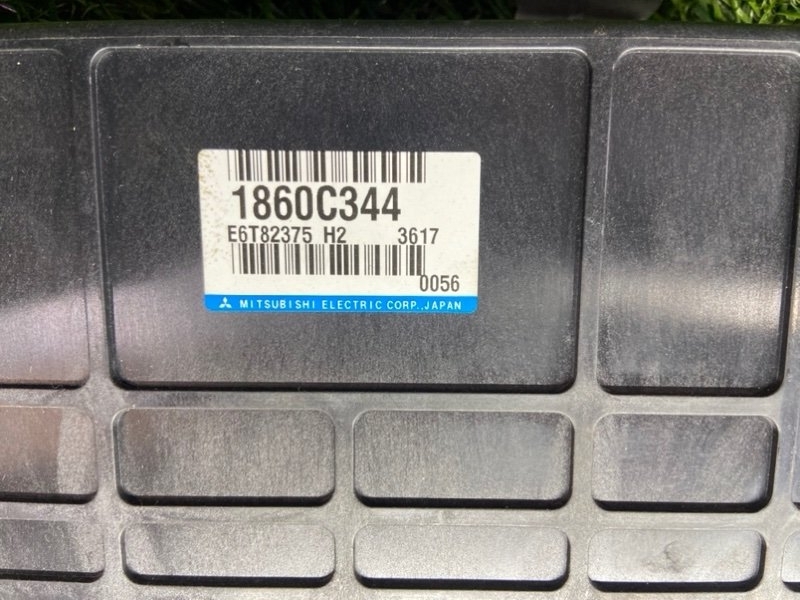 1860C344
E6T82375 H2 3617
0056
MITSUBISHI ELECTRIC CORP.,JAPAN